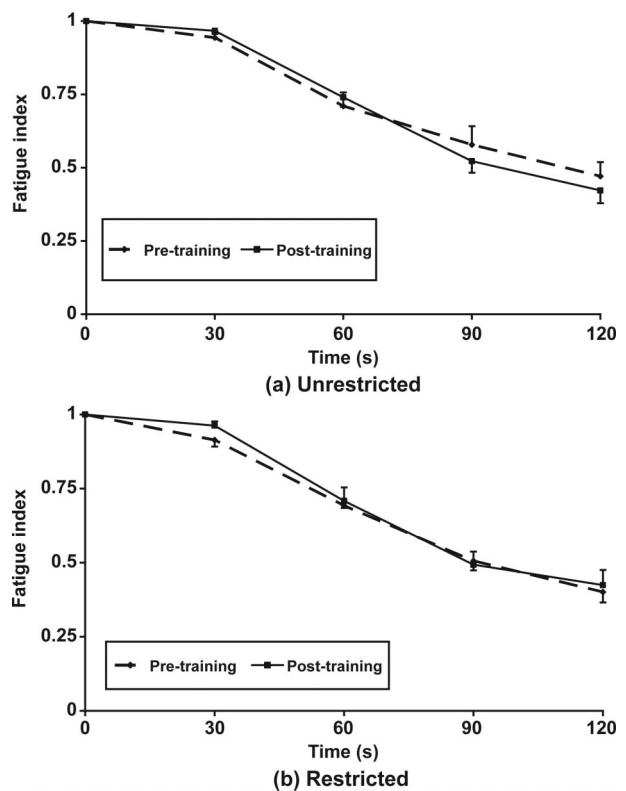 1
0.75
0.5
0.25
0
Fatigue index
Pre-training Post-training
0 30 60 90 120
Time (s)
(a) Unrestricted
1
0.75
0.5
0.25
0
Fatigue index
Pre-training Post-training
0 30 60 90 120
Time (s)
(b) Restricted